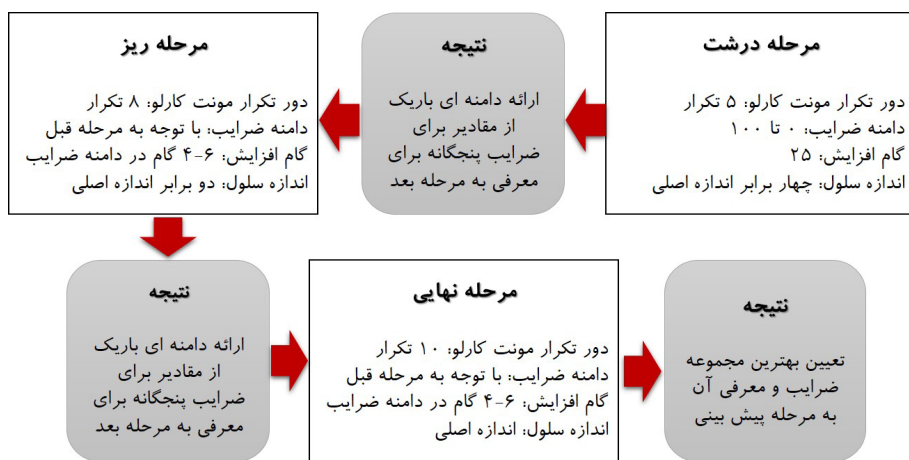 مرحله درشت
دور تکرار مونت کارلو: ۵ تکرار
دامنه ضرایب: ۰ تا ۱۰۰
گام افزایش: ۲۵
اندازه سلول: چهار برابر اندازه اصلی
نتیجه
ارائه دامنه ای باریک
از مقادیر برای
ضرایب پنجگانه برای
معرفی به مرحله بعد
مرحله ریز
دور تکرار مونت کارلو: ۸ تکرار
دامنه ضرایب: با توجه به مرحله قبل
گام افزایش: ۶-۴ گام در دامنه ضرایب
اندازه سلول: دو برابر اندازه اصلی
نتیجه
ارائه دامنه ای باریک
از مقادیر برای
ضرایب پنجگانه برای
معرفی به مرحله بعد
مرحله نهایی
دور تکرار مونت کارلو: ۱۰ تکرار
دامنه ضرایب: با توجه به مرحله قبل
گام افزایش: ۶-۴ گام در دامنه ضرایب
اندازه سلول: اندازه اصلی
نتیجه
تعیین بهترین مجموعه
ضرایب و معرفی آن
به مرحله پیش بینی